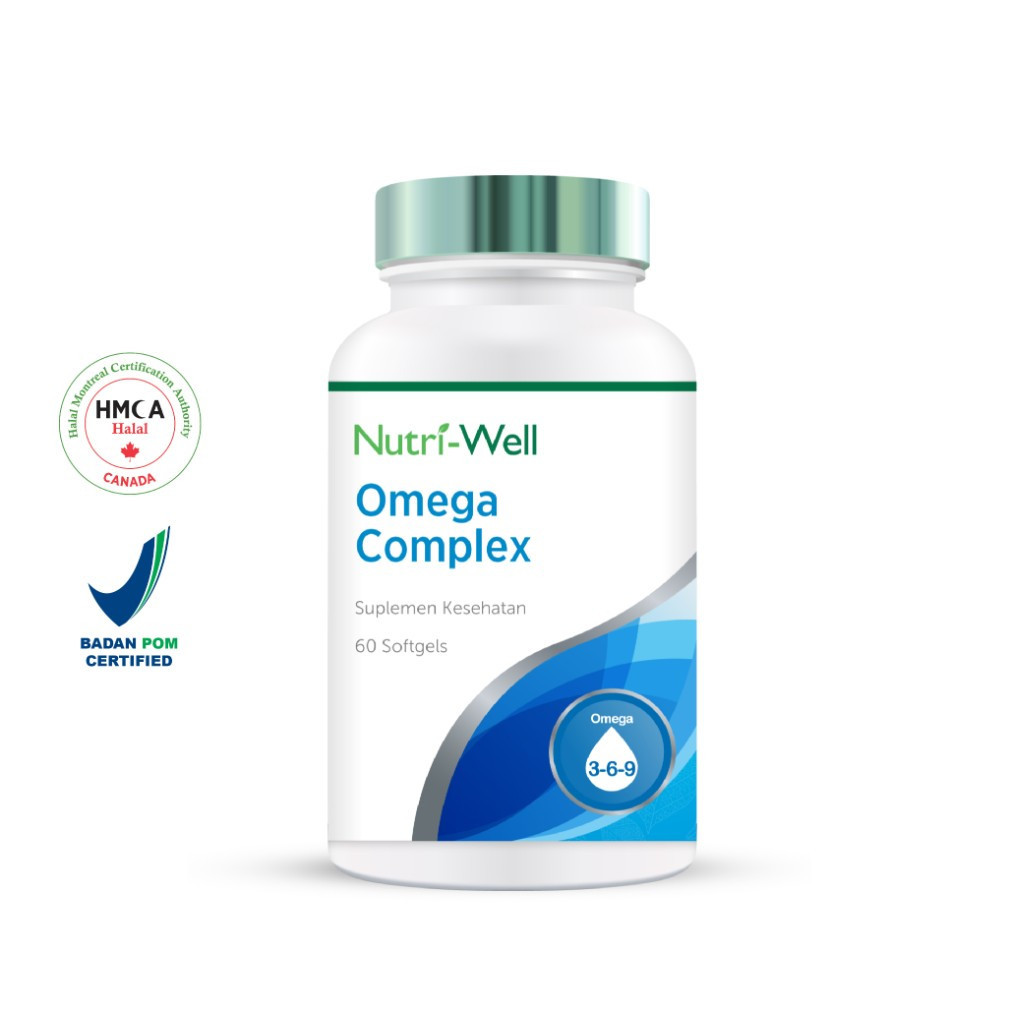 Halal Montreal Certification Authority
HMCA
Halal
CANADA
BADAN POM
CERTIFIED
Nutri-Well
Omega
Complex
Suplemen Kesehatan
60 Softgels
Omega
3-6-9